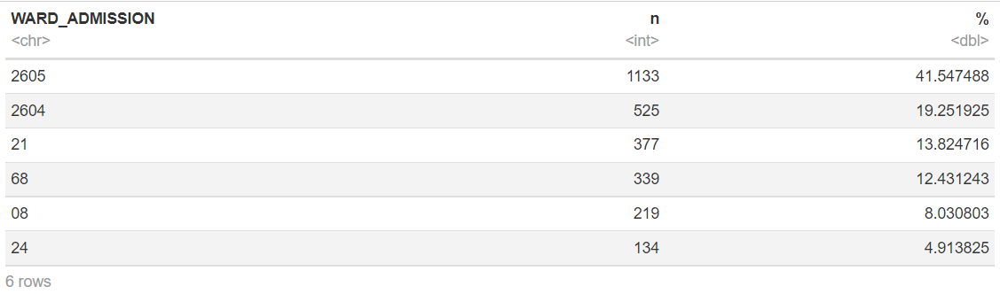 WARD_ADMISSION n %
<chr> <int> <dbl>
2605 1133 41.547488
2604 525 19.251925
21 377 13.824716
68 339 12.431243
08 219 8.030803
24 134 4.913825
6 rows